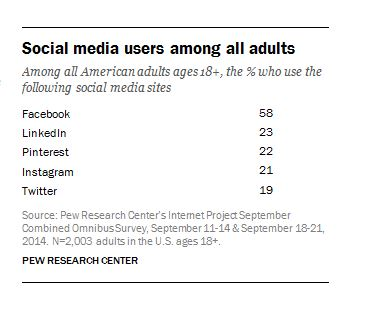 Social media users among all adults
Among all American adults ages 18+, the % who use the
following social media sites
Facebook 58
LinkedIn 23
Pinterest 22
Instagram 21
Twitter 19
Source: Pew Research Center's Internet Project September
Combined Omnibus Survey, September 11-14 & September 18-21,
2014. N=2,003 adults in the U.S. ages 18+.
PEW RESEARCH CENTER